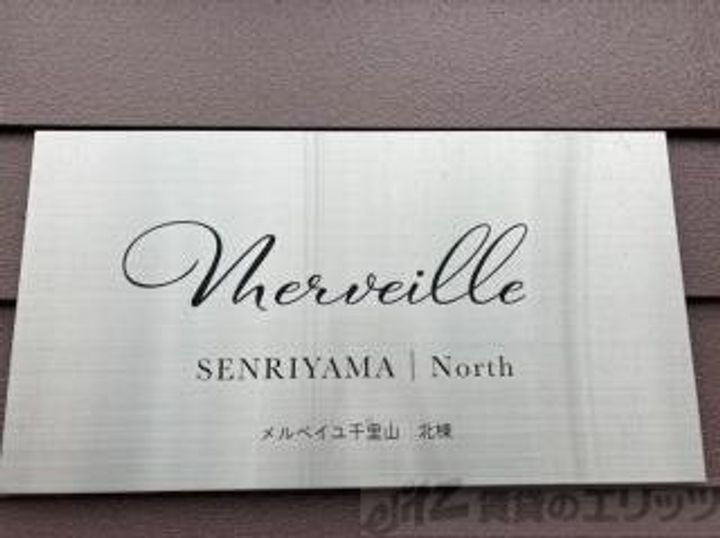 Merveille
SENRIYAMA | North
メルベイユ千里山 北棟
eitz 賃貸のエリッツ